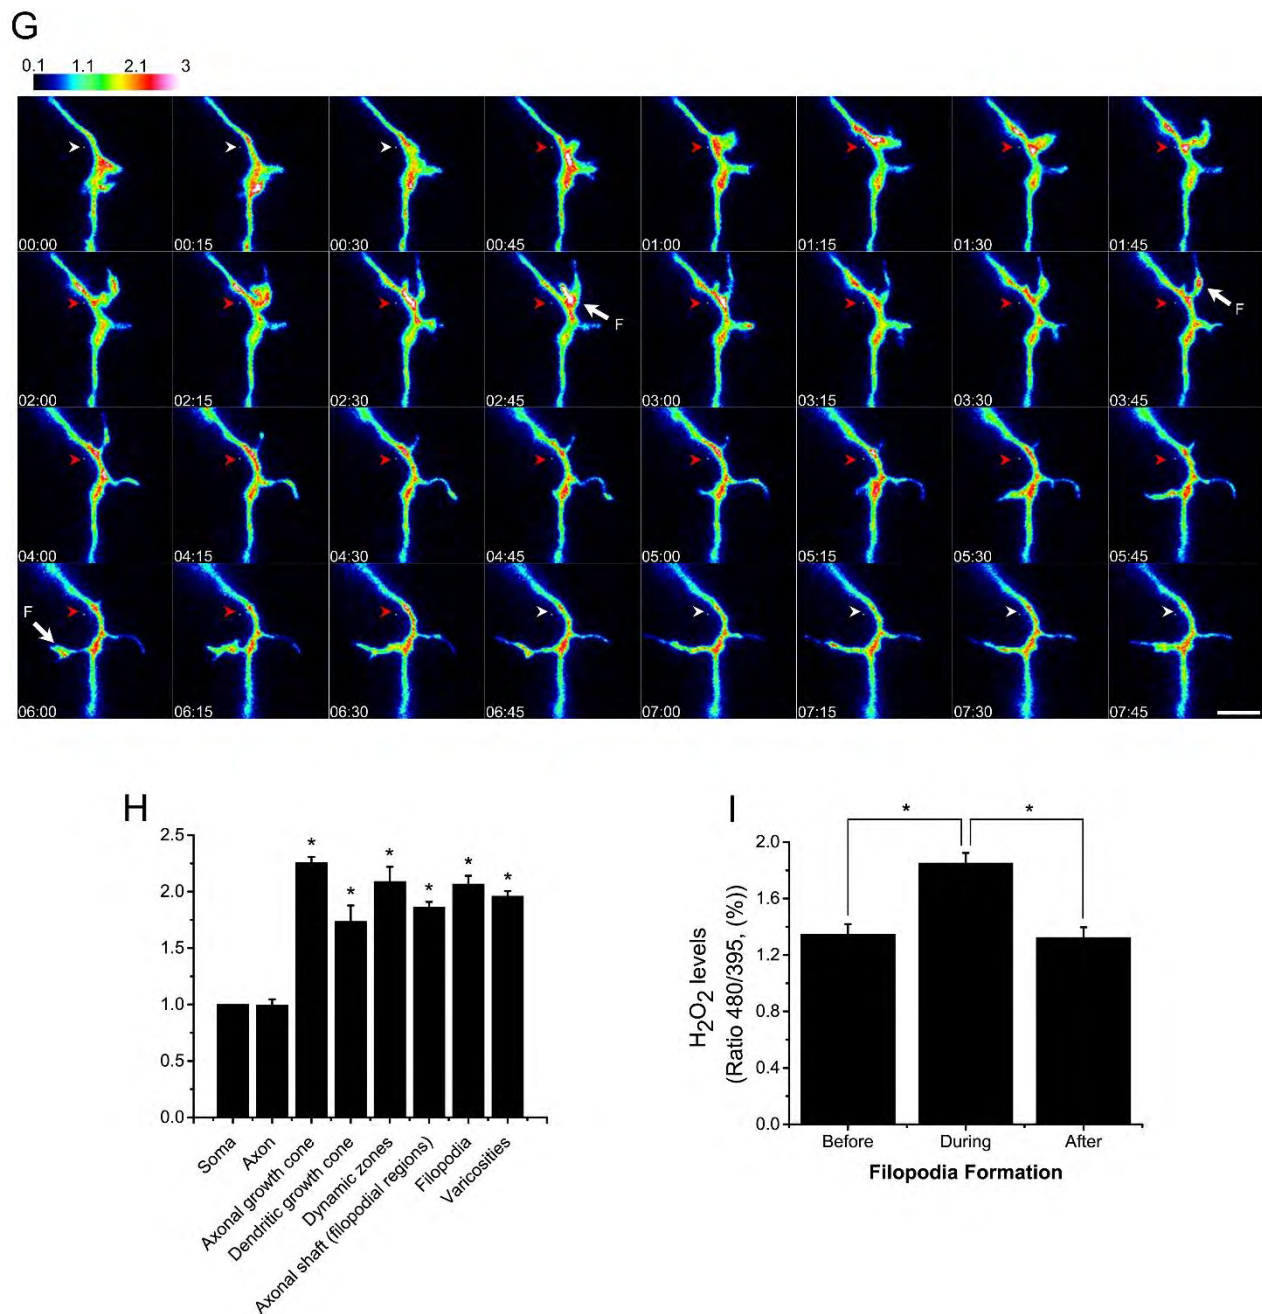 G
0.1 1.1 2.1 3
00:00 00:15 00:30 00:45 01:00 01:15 01:30 01:45
F F
02:00 02:15 02:30 02:45 03:00 03:15 03:30 03:45
04:00 04:15 04:30 04:45 05:00 05:15 05:30 05:45
F
06:00 06:15 06:30 06:45 07:00 07:15 07:30 07:45
H
2.5
2.0
1.5
1.0
0.5
0.0
* * * * * *
Soma
Axon
Axonal growth cone
Dendritic growth cone
Dynamic zones
Axonal shaft (filopodial regions)
Filopodia
Varicosities
I
* *
H2O2 levels
(Ratio 480/395, (%))
2.0
1.6
1.2
0.8
0.4
0.0
Before During After
Filopodia Formation